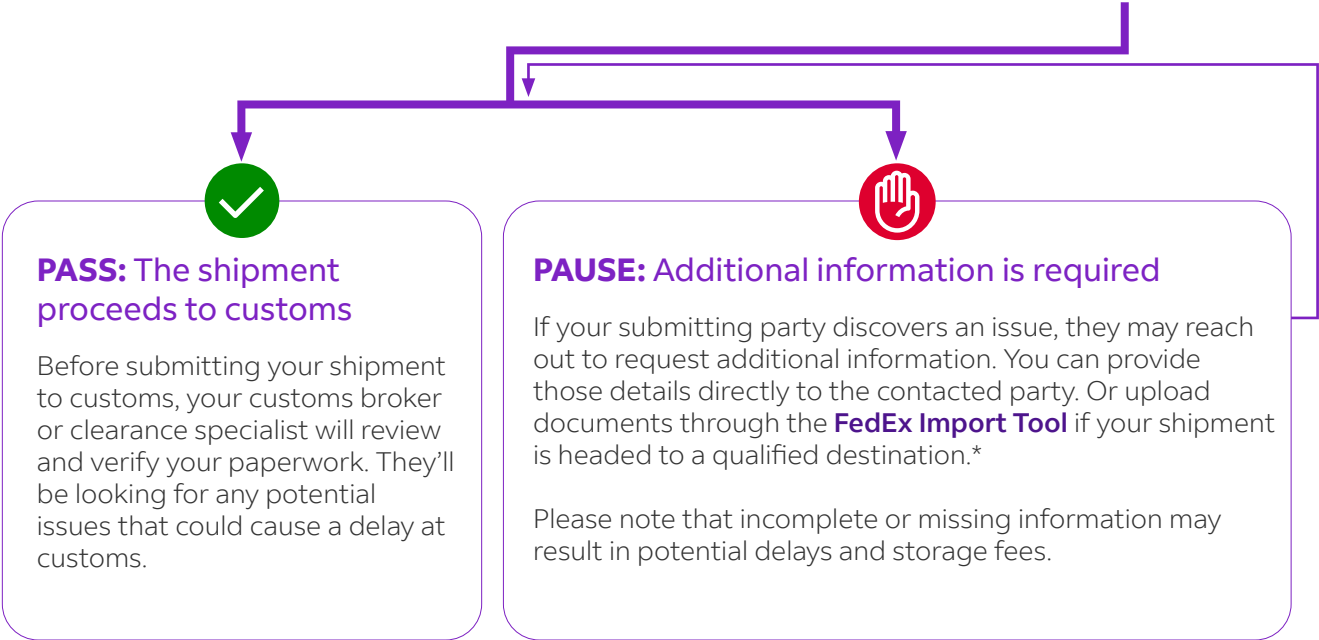 PASS: The shipment
proceeds to customs
Before submitting your shipment
to customs, your customs broker
or clearance specialist will review
and verify your paperwork. They’ll
be looking for any potential
issues that could cause a delay at
customs.
PAUSE: Additional information is required
If your submitting party discovers an issue, they may reach
out to request additional information. You can provide
those details directly to the contacted party. Or upload
documents through the FedEx Import Tool if your shipment
is headed to a qualified destination.*
Please note that incomplete or missing information may
result in potential delays and storage fees.